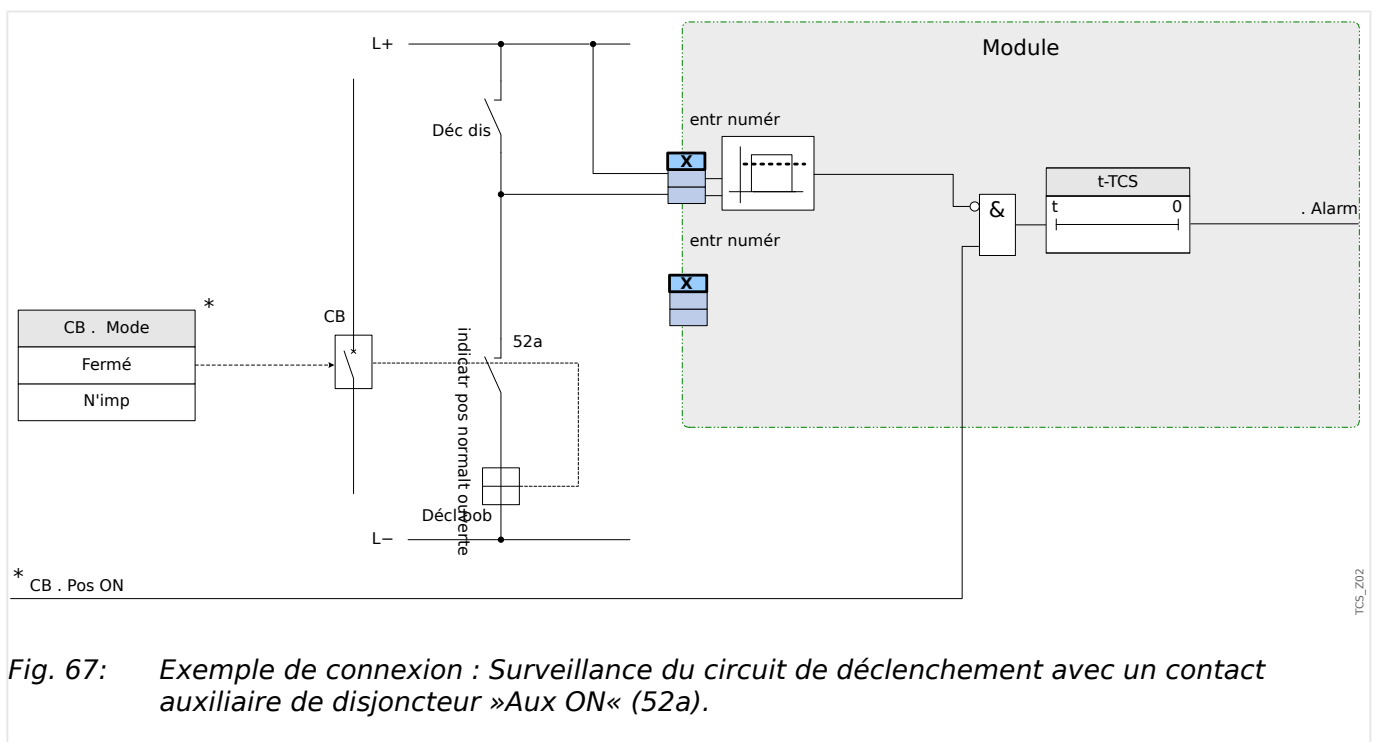 Module
L+
Déc dis
entr numér
X
t-TCS
t 0
&
. Alarm
entr numér
X
*
CB . Mode
Fermé
N'imp
CB
52a
indicatr pos normalt ouverte
Décl bob
L−
*
CB . Pos ON
TCS_Z02
Fig. 67: Exemple de connexion : Surveillance du circuit de déclenchement avec un contact
auxiliaire de disjoncteur »Aux ON« (52a).